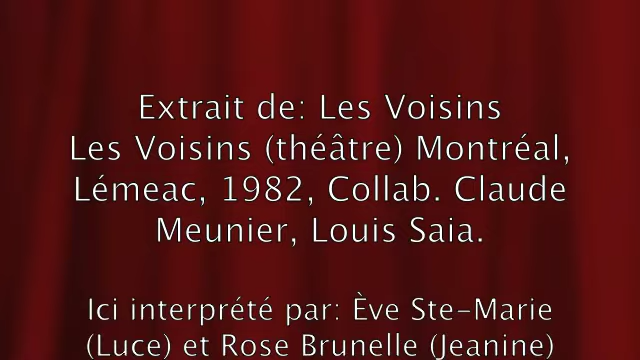 Extrait de: Les Voisins
Les Voisins (théâtre) Montréal,
Lémeac, 1982, Collab. Claude
Meunier, Louis Saia.
Ici interprété par: Ève Ste-Marie
(Luce) et Rose Brunelle (Jeanine)